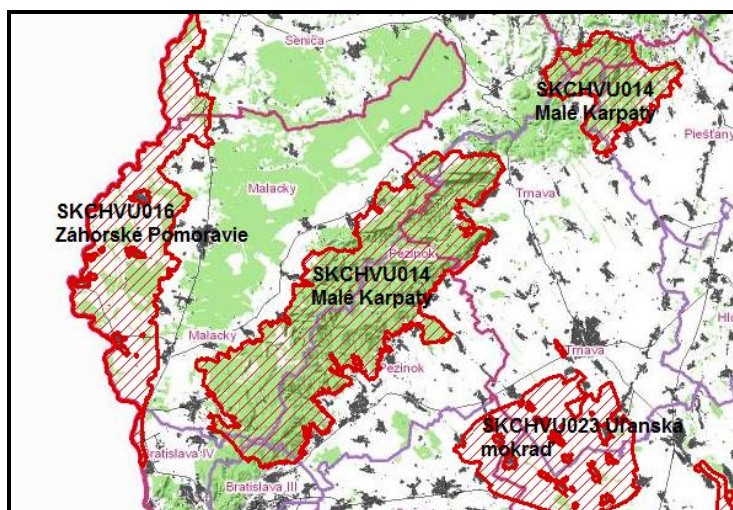 Senica
SKCHVU014
Malé Karpaty
Piešťany
Malacky
Trnava
SKCHVU016
Záhorské Pomoravie
Pezinok
SKCHVU014
Malé Karpaty
Hlo
Malacky
Trnava
Pezinok
SKCHVU023 Úľanská
mokraď
Bratislava IV
Bratislava III